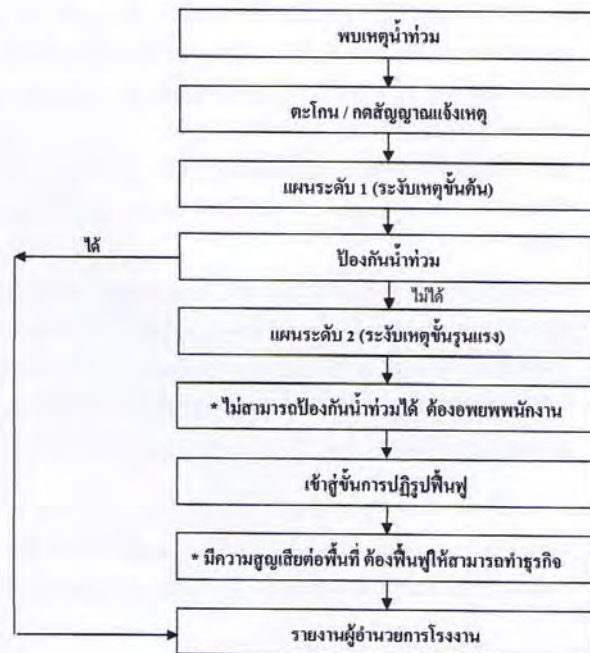 พบเหตุน้ำท่วม
ตะโกน / กดสัญญาณแจ้งเหตุ
แผนระดับ 1 (ระงับเหตุขั้นต้น)
ได้
ป้องกันน้ำท่วม
ไม่ได้
แผนระดับ 2 (ระงับเหตุขั้นรุนแรง)
* ไม่สามารถป้องกันน้ำท่วมได้ ต้องอพยพพนักงาน
เข้าสู่ขั้นการปฏิรูปฟื้นฟู
* มีความสูญเสียต่อพื้นที่ ต้องฟื้นฟูให้สามารถทำธุรกิจ
รายงานผู้อำนวยการโรงงาน